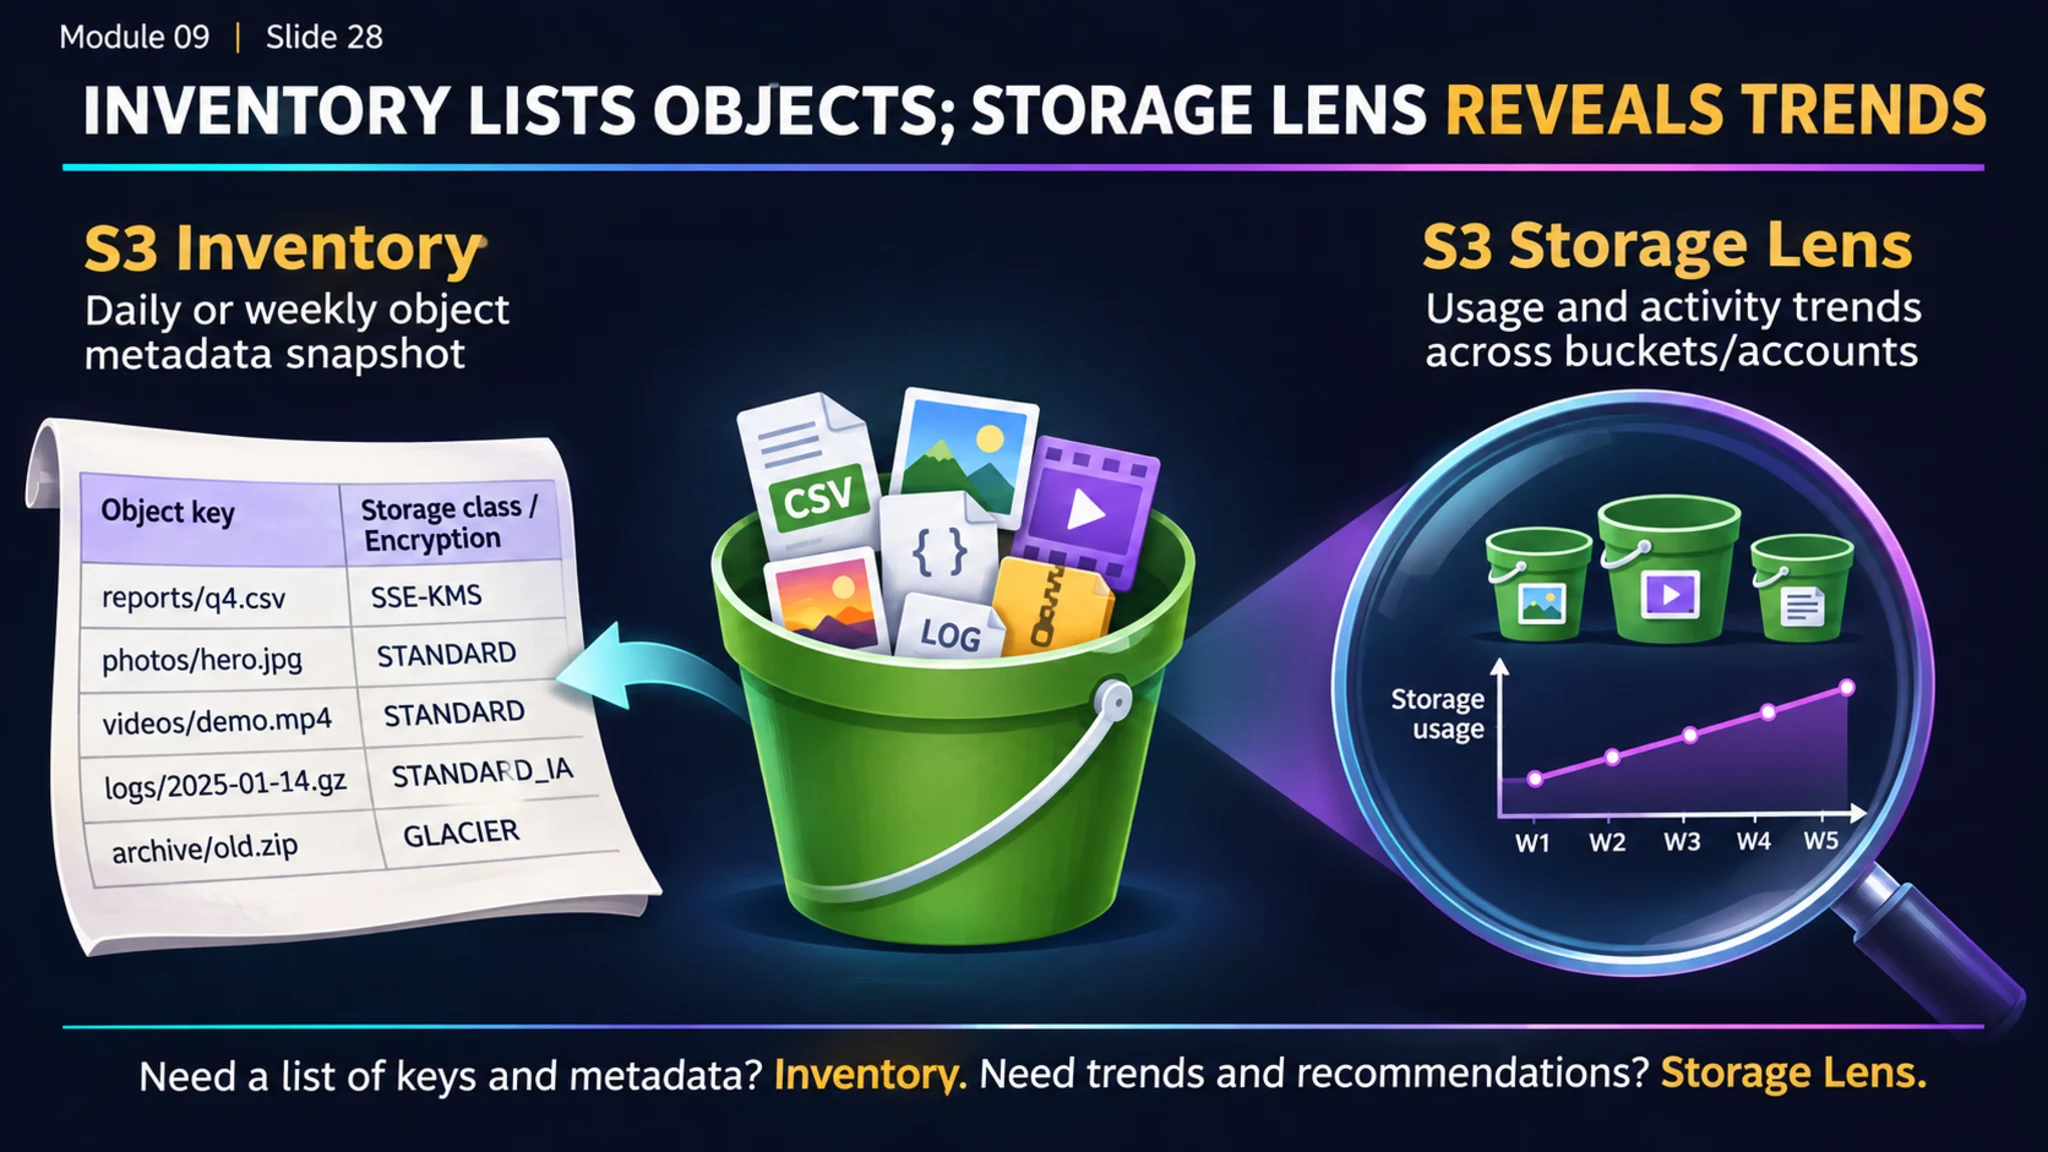 Module 09 | Slide 28
INVENTORY LISTS OBJECTS; STORAGE LENS REVEALS TRENDS
S3 Inventory
Daily or weekly object
metadata snapshot
Object key
Storage class /
Encryption
reports/q4.csv SSE-KMS
photos/hero.jpg STANDARD
videos/demo.mp4 STANDARD
logs/2025-01-14.gz STANDARD_IA
archive/old.zip GLACIER
CSV
{ }
LOG
S3 Storage Lens
Usage and activity trends
across buckets/accounts
Storage
usage
W1 W2 W3 W4 W5
Need a list of keys and metadata? Inventory. Need trends and recommendations? Storage Lens.